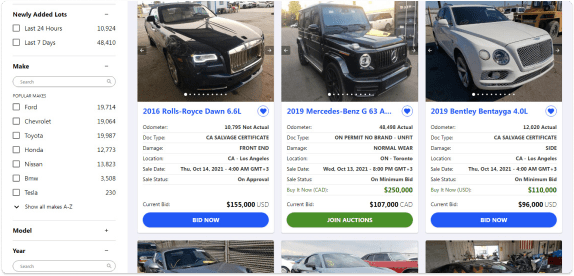 Newly Added Lots −
Last 24 Hours 10,924
Last 7 Days 48,410
Make −
Search
POPULAR MAKES
Ford 19,714
Chevrolet 19,064
Toyota 19,987
Honda 12,773
Nissan 13,823
Bmw 3,508
Tesla 230
Show all makes A-Z
Model +
Year −
Search
2016 Rolls-Royce Dawn 6.6L
Odometer: 10,795 Not Actual
Doc Type: CA SALVAGE CERTIFICATE
Damage: FRONT END
Location: CA - Los Angeles
Sale Date: Thu, Oct 14, 2021 - 4:00 AM GMT+3
Sale Status: On Approval
Current Bid: $155,000 USD
BID NOW
2019 Mercedes-Benz G 63 A...
Odometer: 48,498 Actual
Doc Type: ON PERMIT NO BRAND - UNFIT
Damage: NORMAL WEAR
Location: ON - Toronto
Sale Date: Wed, Oct 13, 2021 - 8:00 PM GMT+3
Sale Status: On Minimum Bid
Buy It Now (CAD): $250,000
Current Bid: $107,000 CAD
JOIN AUCTIONS
2019 Bentley Bentayga 4.0L
Odometer: 12,020 Actual
Doc Type: CA SALVAGE CERTIFICATE
Damage: SIDE
Location: CA - Los Angeles
Sale Date: Thu, Oct 14, 2021 - 4:00 AM GMT+3
Sale Status: On Minimum Bid
Buy It Now (USD): $110,000
Current Bid: $96,000 USD
BID NOW